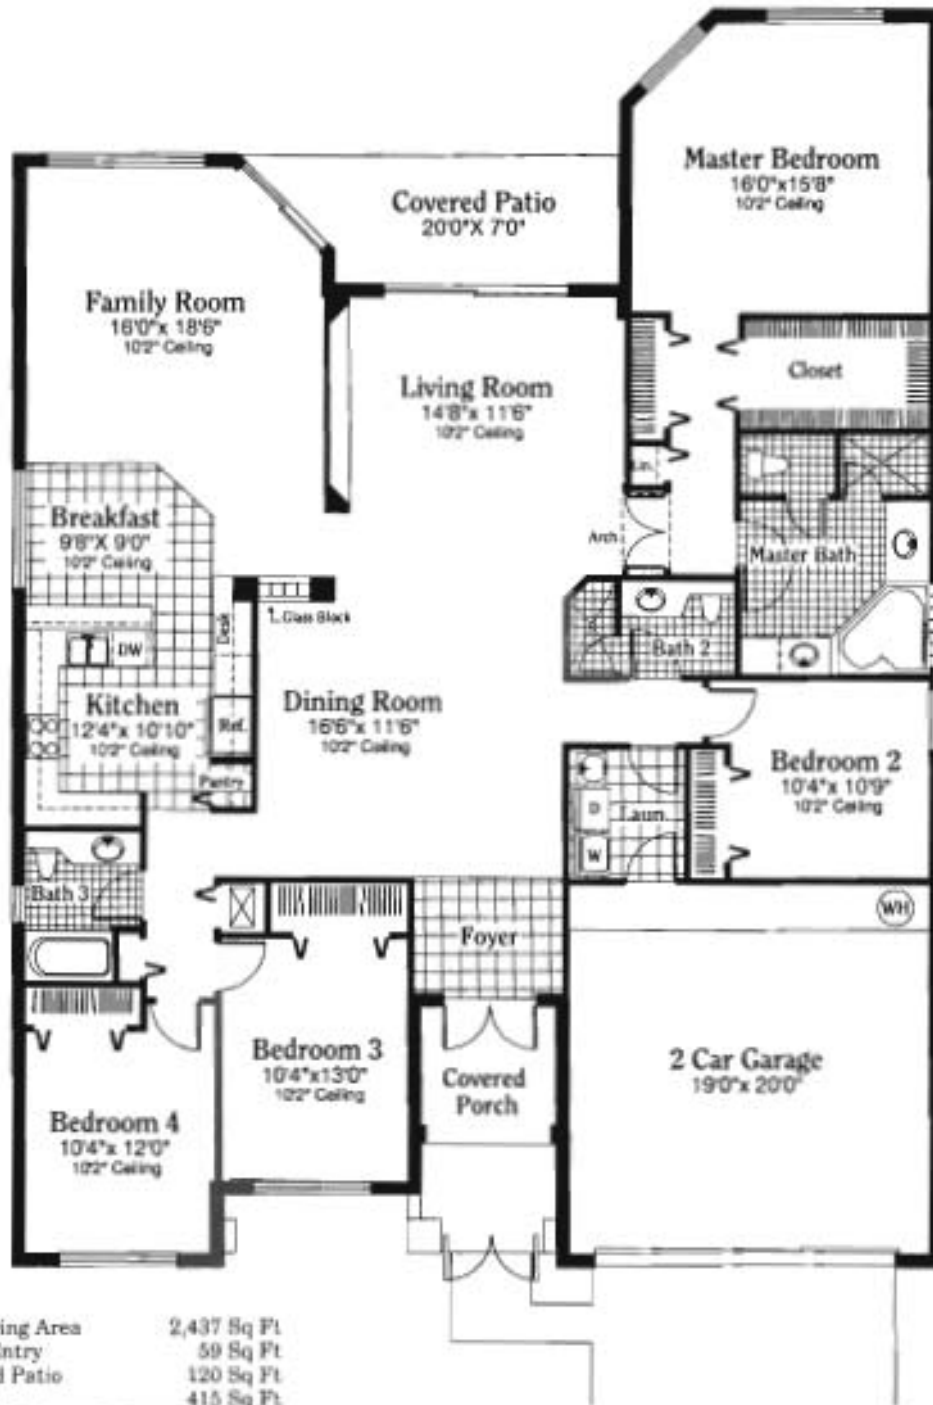 Master Bedroom
16'0"x15'8"
10'2" Ceiling
Covered Patio
20'0"X 7'0"
Family Room
16'0"x 18'6"
10'2" Ceiling
Living Room
14'8"x 11'6"
10'2" Ceiling
Closet
Lin.
Breakfast
9'8"X 9'0"
10'2" Ceiling
Arch
Master Bath
Glass Block
Desk
DW
Bath 2
Kitchen
12'4"x 10'10"
10'2" Ceiling
Ref.
Pantry
Dining Room
16'6"x 11'6"
10'2" Ceiling
Bedroom 2
10'4"x 10'9"
10'2" Ceiling
D
Laun.
W
Bath 3
WH
Foyer
Bedroom 3
10'4"x13'0"
10'2" Ceiling
Covered
Porch
2 Car Garage
19'0"x 20'0"
Bedroom 4
10'4"x 12'0"
10'2" Ceiling
ing Area 2,437 Sq Ft
ntry 59 Sq Ft
d Patio 120 Sq Ft
415 Sq Ft